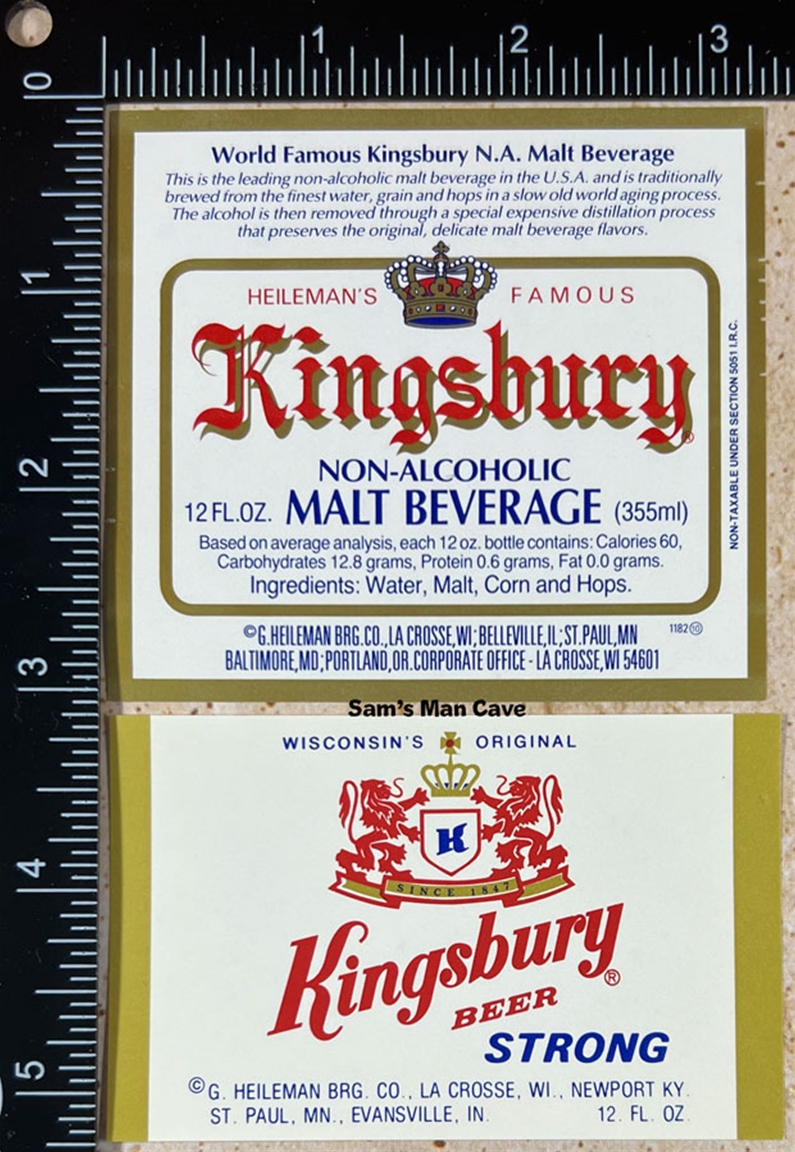 1 2 3
0
World Famous Kingsbury N.A. Malt Beverage
This is the leading non-alcoholic malt beverage in the U.S.A. and is traditionally
brewed from the finest water, grain and hops in a slow old world aging process.
The alcohol is then removed through a special expensive distillation process
that preserves the original, delicate malt beverage flavors.
1
HEILEMAN'S FAMOUS
Kingsbury®
NON-TAXABLE UNDER SECTION 5051 I.R.C.
2
NON-ALCOHOLIC
12 FL.OZ. MALT BEVERAGE (355ml)
Based on average analysis, each 12 oz. bottle contains: Calories 60,
Carbohydrates 12.8 grams, Protein 0.6 grams, Fat 0.0 grams.
Ingredients: Water, Malt, Corn and Hops.
©G.HEILEMAN BRG.CO.,LA CROSSE,WI; BELLEVILLE,IL; ST.PAUL,MN 1182 ⑩
BALTIMORE,MD; PORTLAND,OR. CORPORATE OFFICE - LA CROSSE,WI 54601
3
Sam's Man Cave
WISCONSIN'S ORIGINAL
K
4
SINCE 1847
Kingsbury®
BEER
STRONG
5
© G. HEILEMAN BRG. CO., LA CROSSE, WI., NEWPORT KY.
ST. PAUL, MN., EVANSVILLE, IN. 12. FL. OZ.